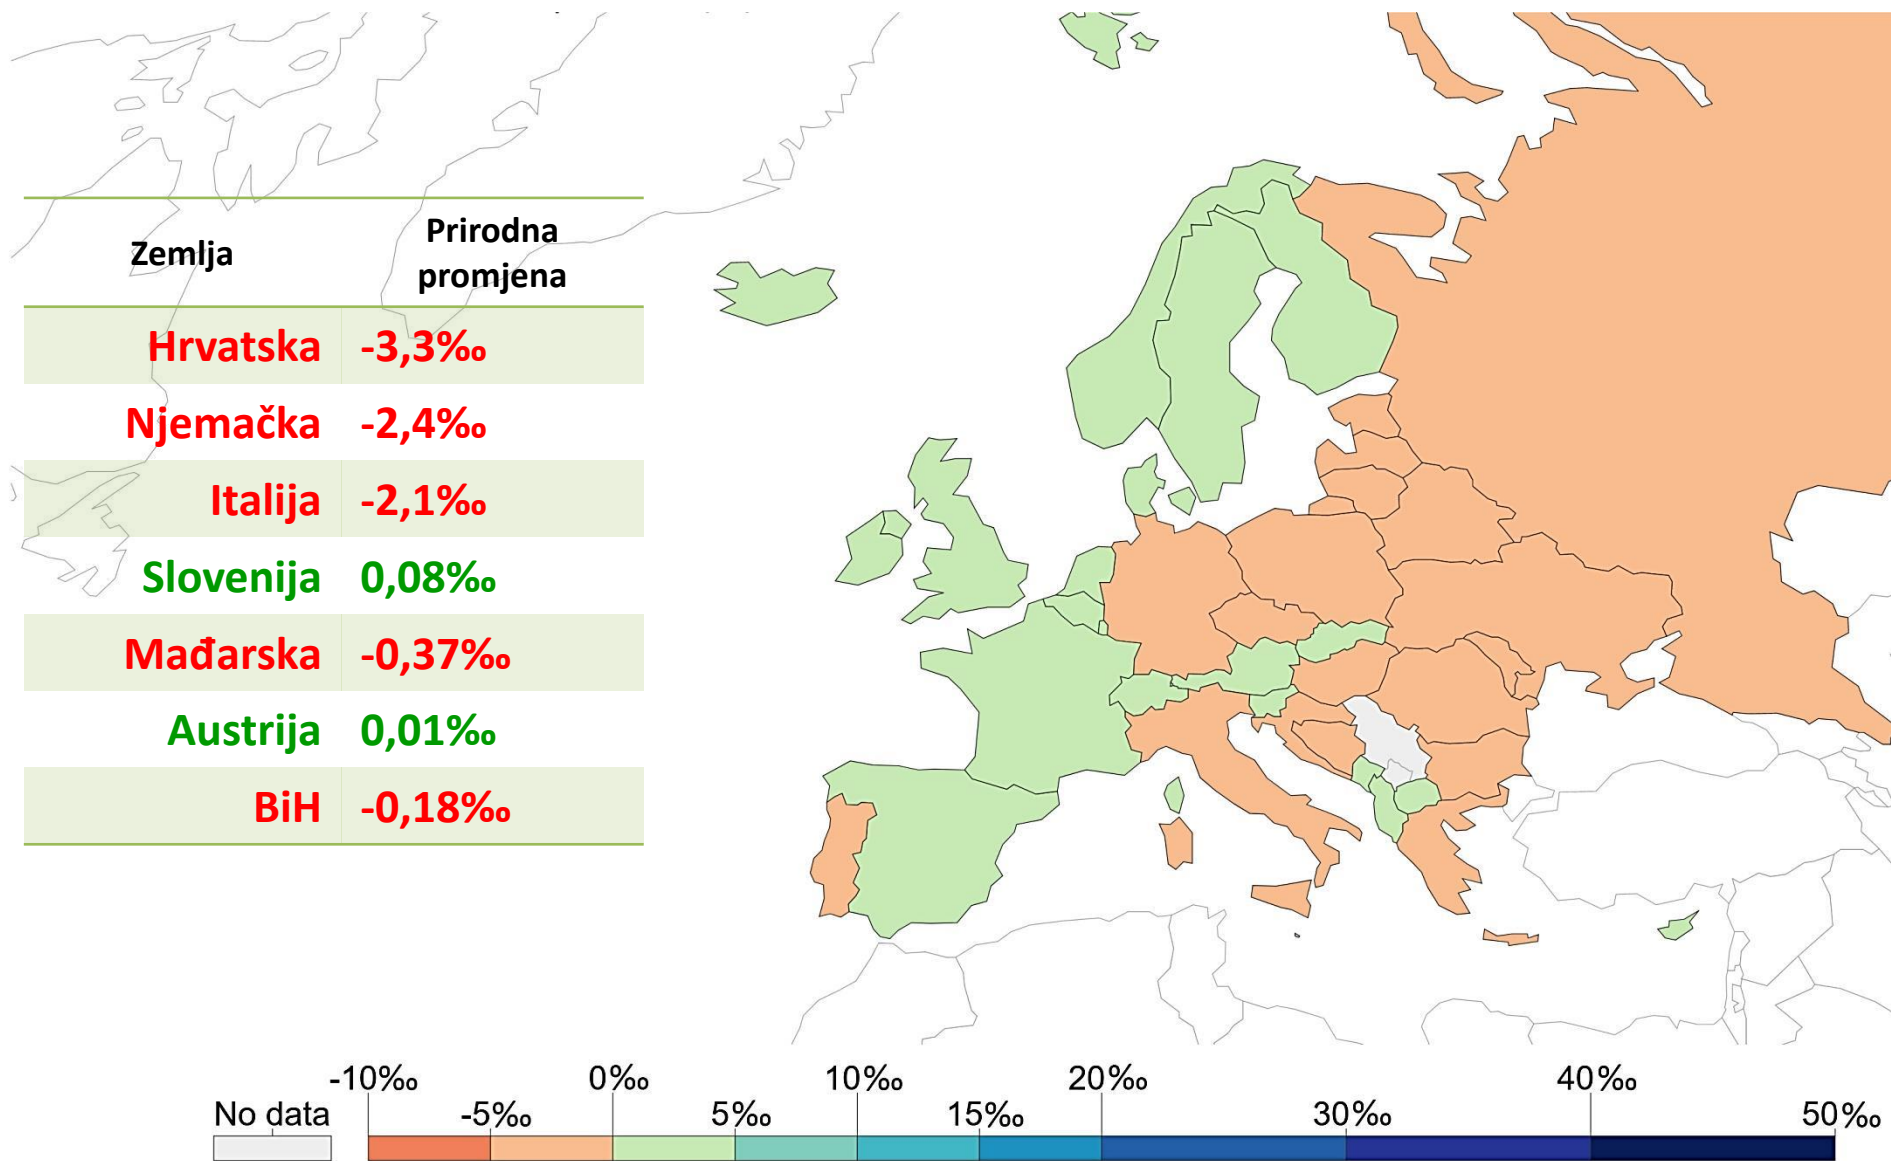 Zemlja Prirodna promjena
Hrvatska -3,3‰
Njemačka -2,4‰
Italija -2,1‰
Slovenija 0,08‰
Mađarska -0,37‰
Austrija 0,01‰
BiH -0,18‰
-10‰ 0‰ 10‰ 20‰ 40‰
No data -5‰ 5‰ 15‰ 30‰ 50‰